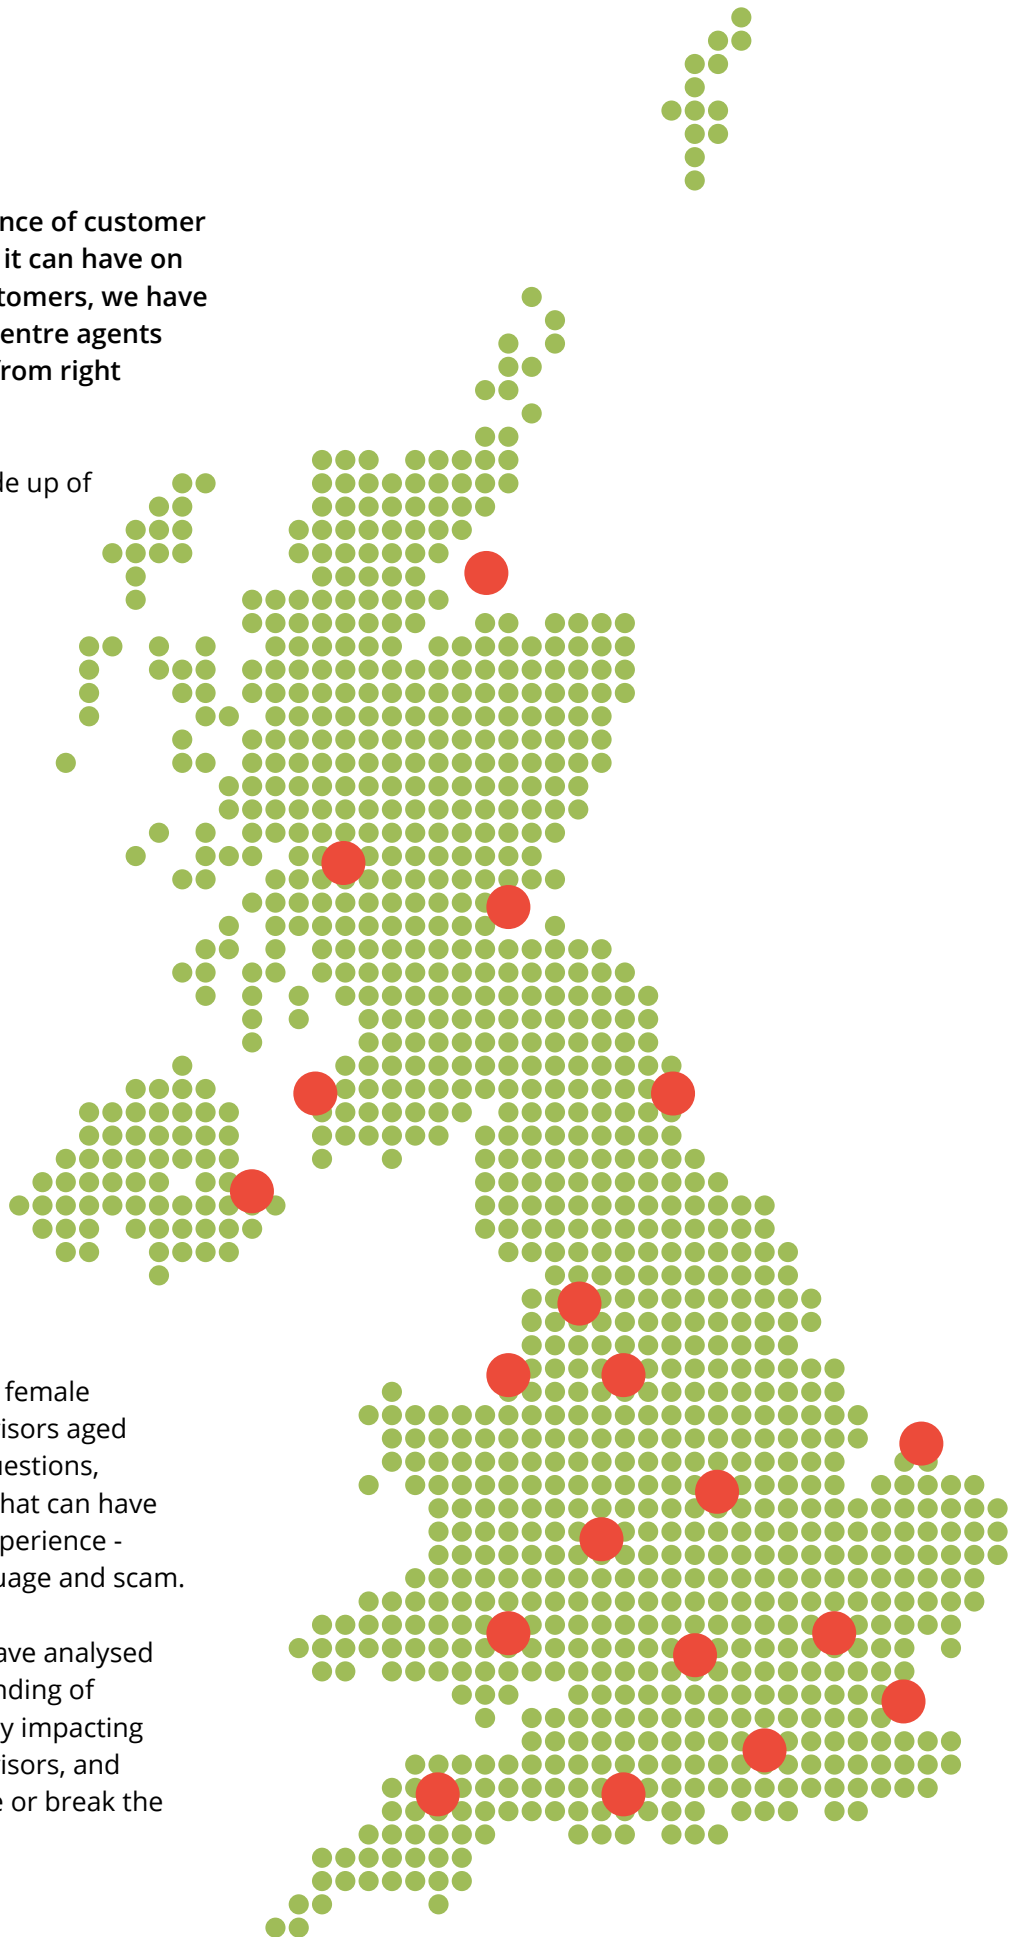 nce of customer
it can have on
tomers, we have
entre agents
rom right
de up of
female
isors aged
uestions,
hat can have
perience -
uage and scam.
ave analysed
nding of
y impacting
isors, and
e or break the